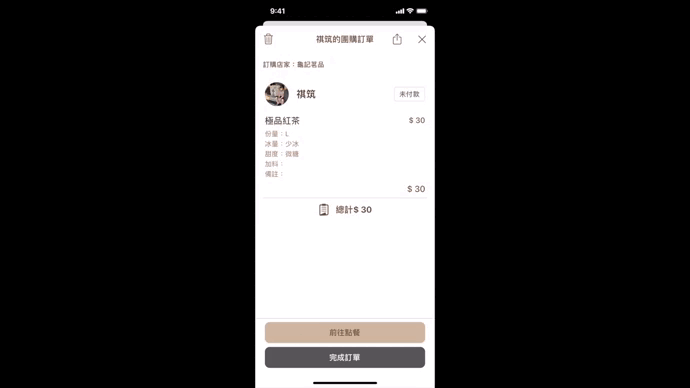 9:41
祺筑的團購訂單
訂購店家：龜記茗品
祺筑
未付款
極品紅茶
$ 30
份量：L
冰量：少冰
甜度：微糖
加料：
備註：
$ 30
總計$ 30
前往點餐
完成訂單